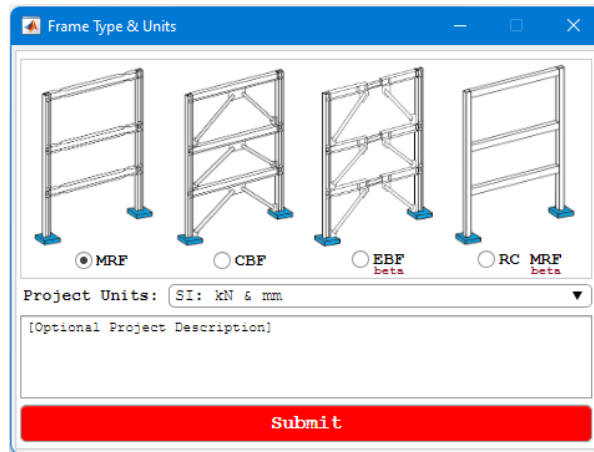 Frame Type & Units
MRF
CBF
EBF
beta
RC MRF
beta
Project Units: SI: kN & mm
[Optional Project Description]
Submit